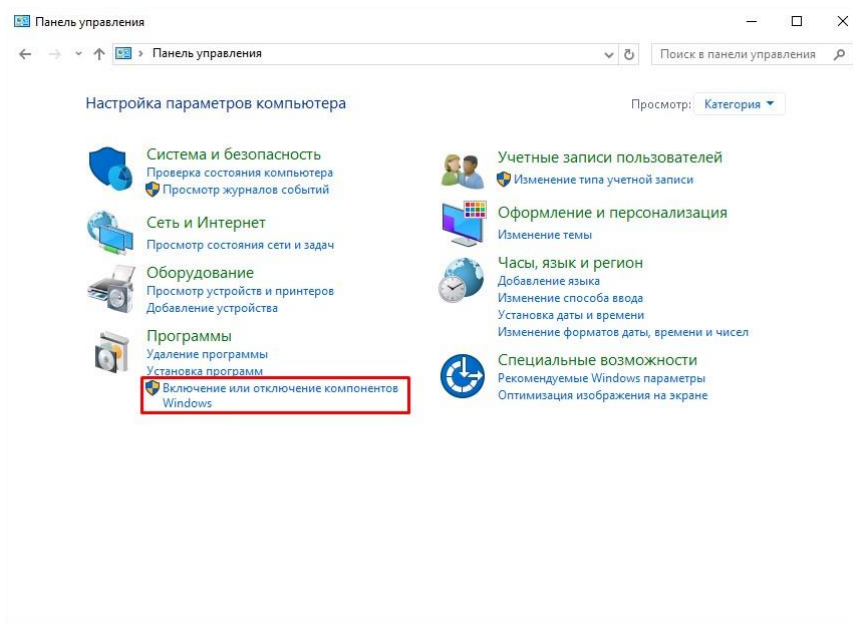 Панель управления
Панель управления
Поиск в панели управления
Настройка параметров компьютера
Просмотр: Категория
Система и безопасность
Проверка состояния компьютера
Просмотр журналов событий
Сеть и Интернет
Просмотр состояния сети и задач
Оборудование
Просмотр устройств и принтеров
Добавление устройства
Программы
Удаление программы
Установка программ
Включение или отключение компонентов
Windows
Учетные записи пользователей
Изменение типа учетной записи
Оформление и персонализация
Изменение темы
Часы, язык и регион
Добавление языка
Изменение способа ввода
Установка даты и времени
Изменение форматов даты, времени и чисел
Специальные возможности
Рекомендуемые Windows параметры
Оптимизация изображения на экране